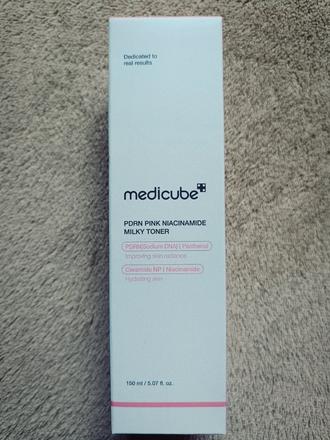 Dedicated to
real results
medicube
PDRN PINK NIACINAMIDE
MILKY TONER
PDRN(Sodium DNA) | Panthenol
Improving skin radiance
Ceramide NP | Niacinamide
Hydrating skin
150 ml / 5.07 fl. oz.